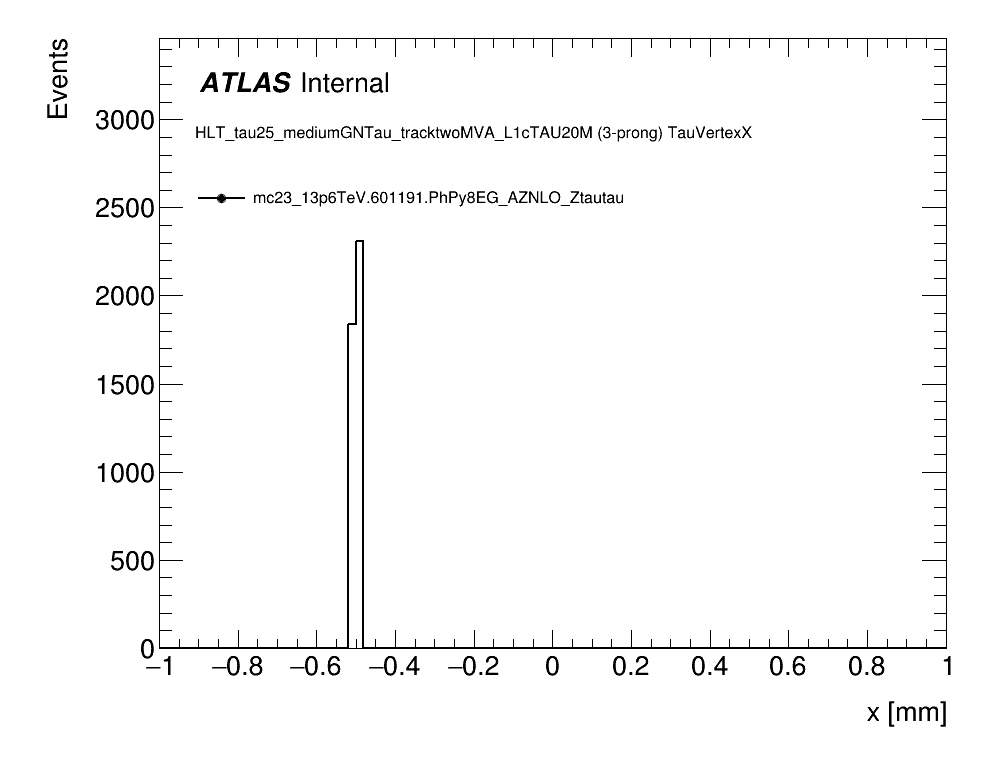 Events
ATLAS Internal
HLT_tau25_mediumGNTau_tracktwoMVA_L1cTAU20M (3-prong) TauVertexX
mc23_13p6TeV.601191.PhPy8EG_AZNLO_Ztautau
3000
2500
2000
1500
1000
500
0
−1 −0.8 −0.6 −0.4 −0.2 0 0.2 0.4 0.6 0.8 1
x [mm]